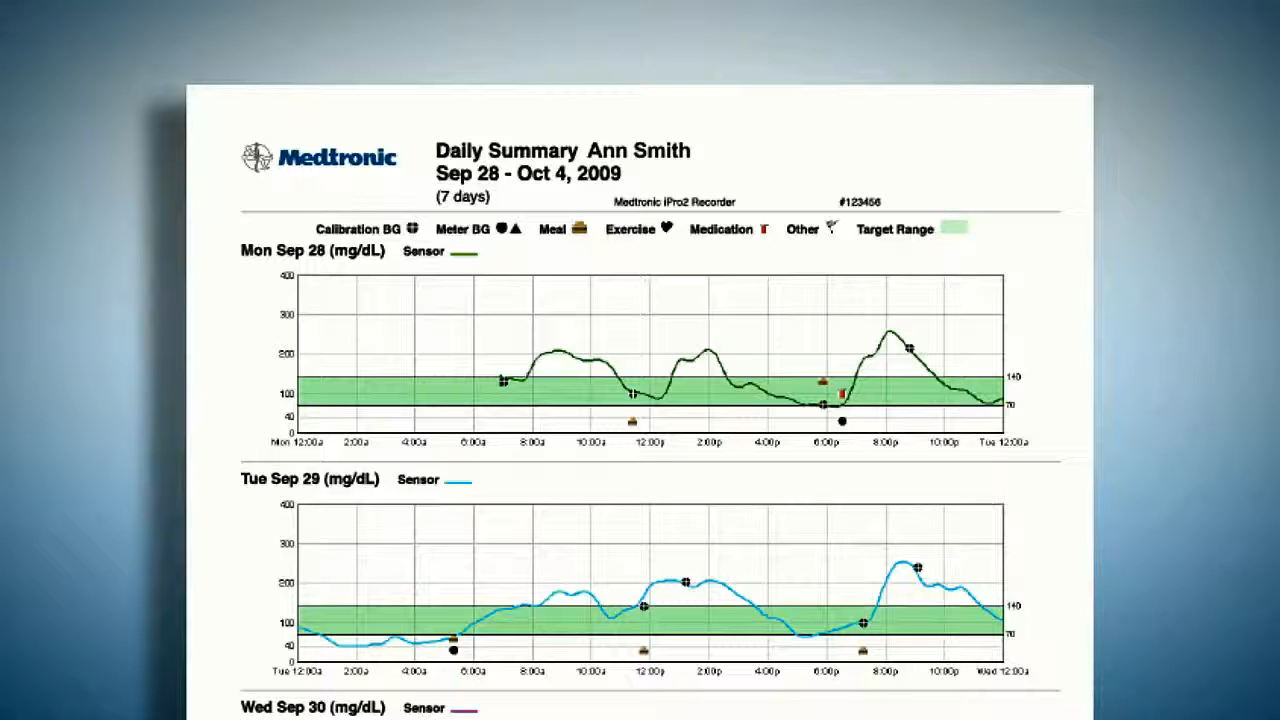 Medtronic
Daily Summary Ann Smith
Sep 28 - Oct 4, 2009
(7 days)
Medtronic iPro2 Recorder #123456
Calibration BG Meter BG Meal Exercise Medication Other Target Range
Mon Sep 28 (mg/dL) Sensor
400
300
200
140
100
70
40
0
Mon 12:00a 2:00a 4:00a 6:00a 8:00a 10:00a 12:00p 2:00p 4:00p 6:00p 8:00p 10:00p Tue 12:00a
Tue Sep 29 (mg/dL) Sensor
400
300
200
140
100
70
40
0
Tue 12:00a 2:00a 4:00a 6:00a 8:00a 10:00a 12:00p 2:00p 4:00p 6:00p 8:00p 10:00p Wed 12:00a
Wed Sep 30 (mg/dL) Sensor